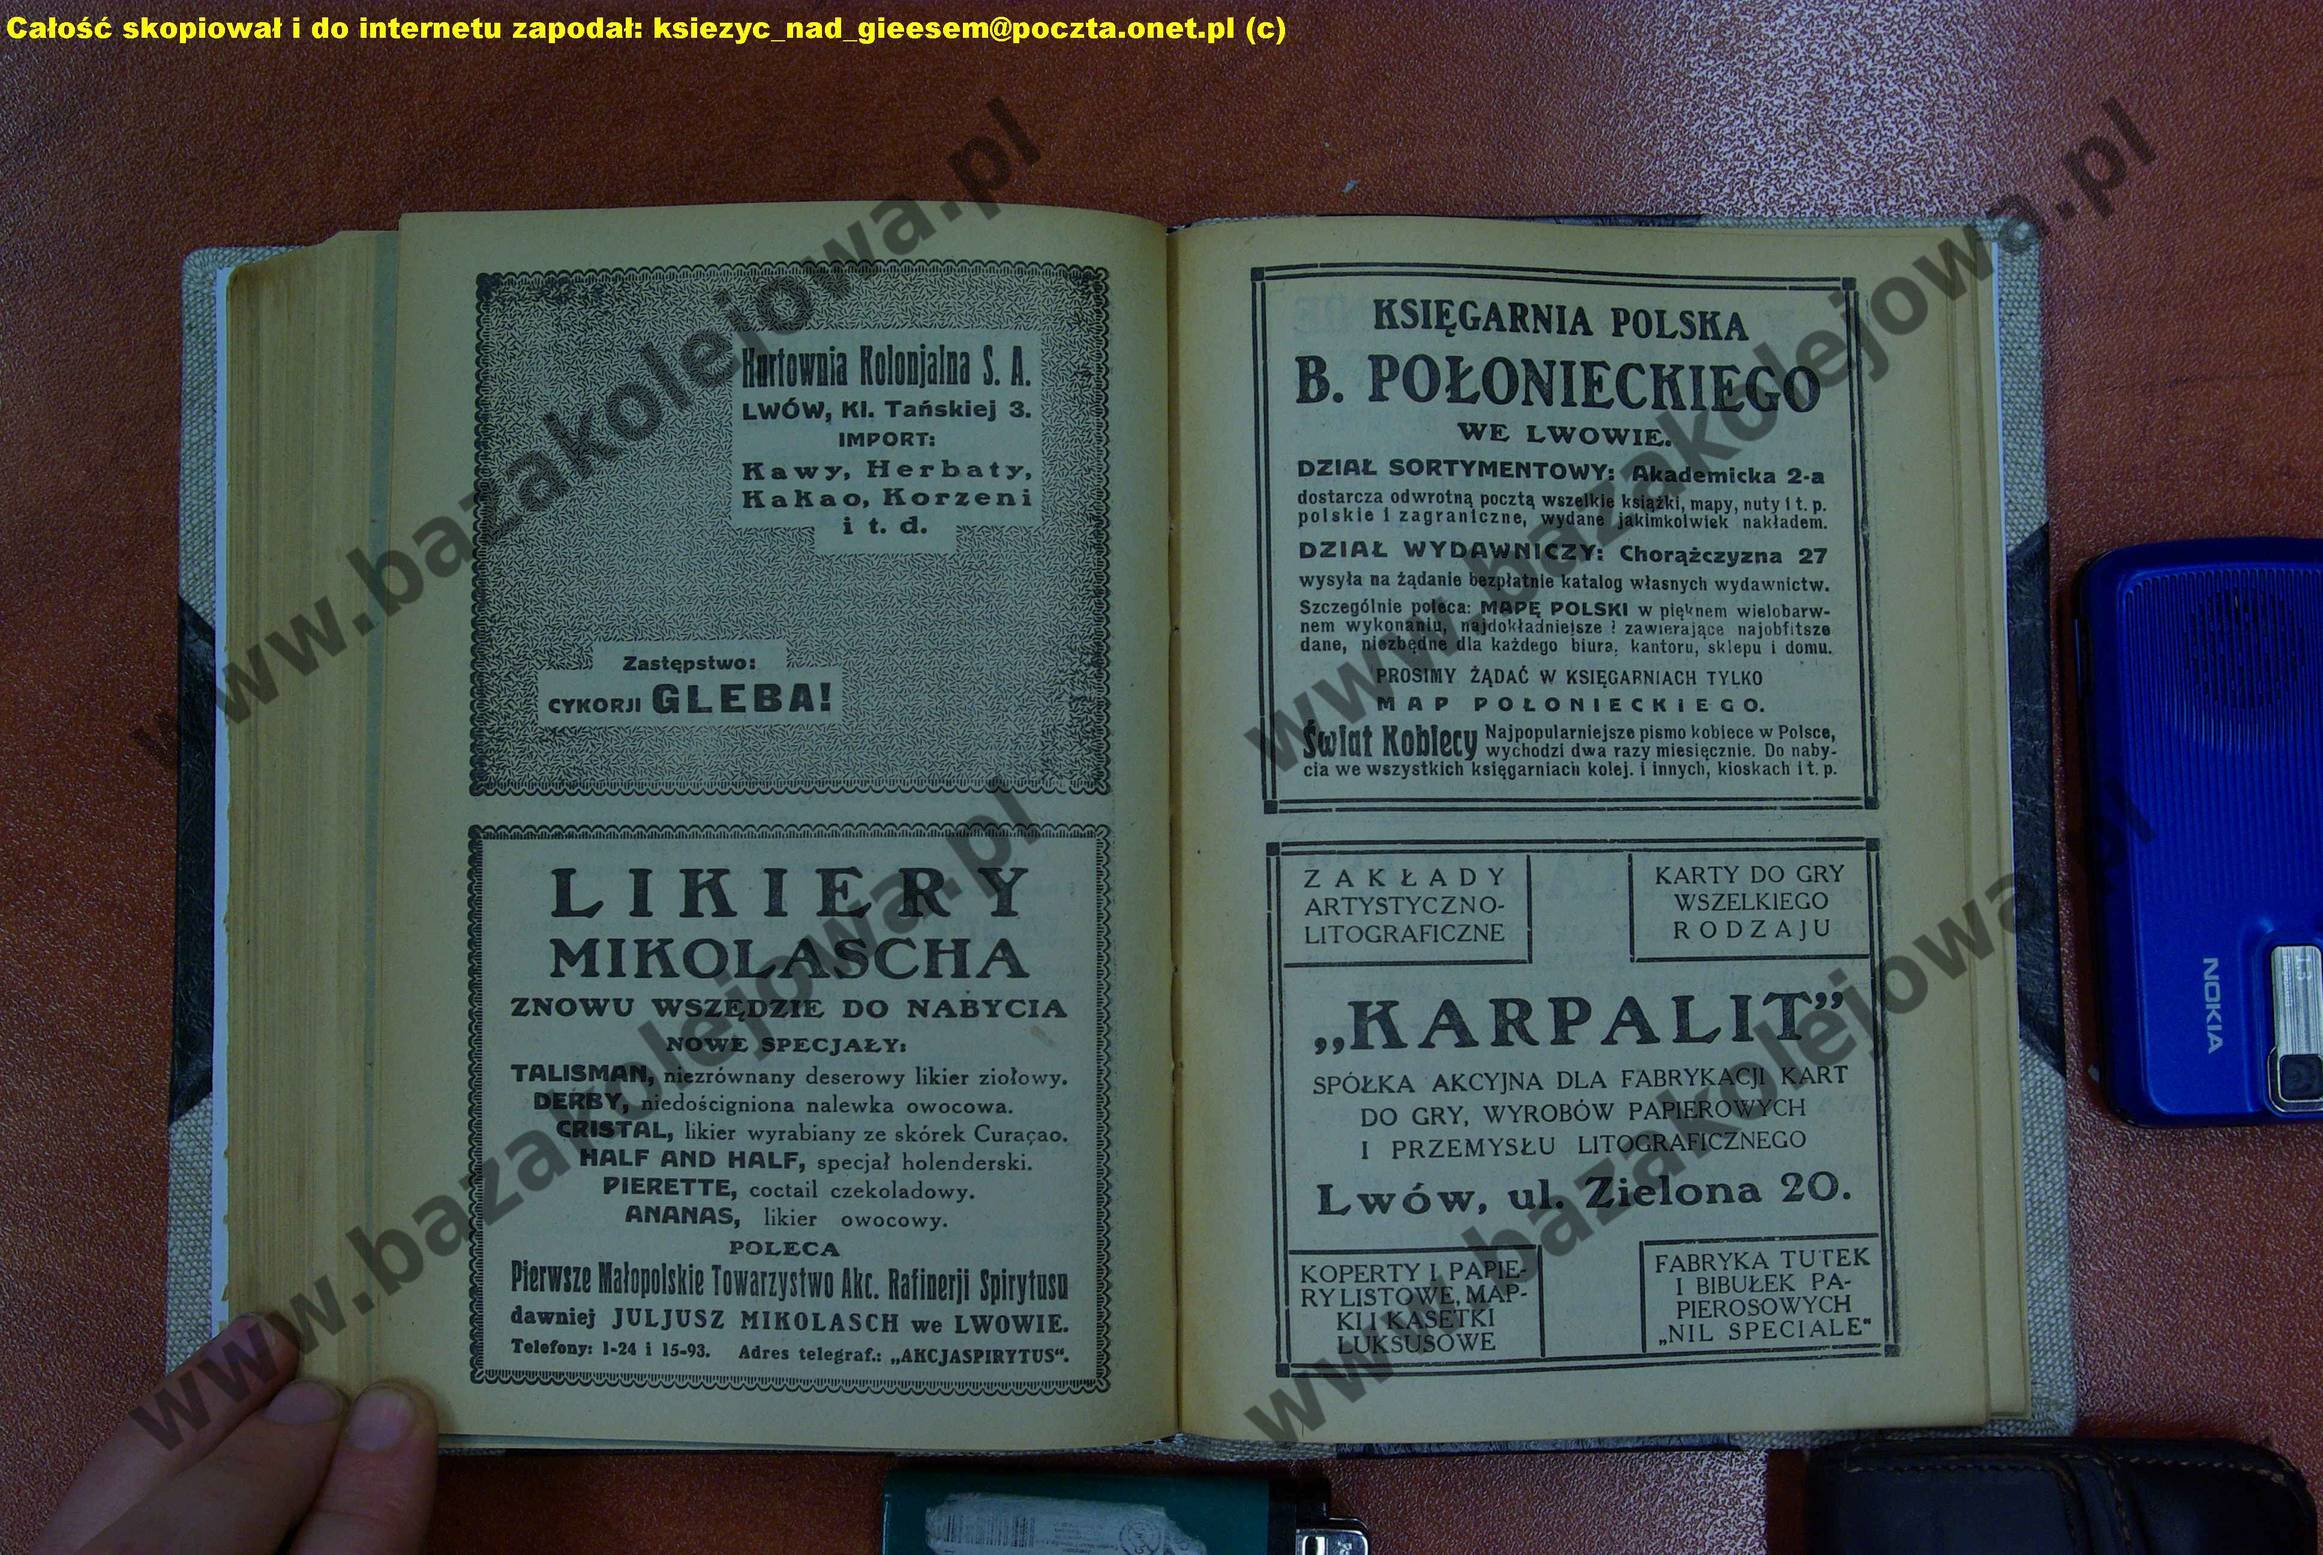 Całość skopiował i do internetu zapodał: ksiezyc_nad_gieesem@poczta.onet.pl (c)
www.bazakolejowa.pl
www.bazakolejowa.pl
www.bazakolejowa.pl
www.bazakolejowa.pl
Hurtownia Kolonjalna S. A.
LWÓW, Kl. Tańskiej 3.
IMPORT:
Kawy, Herbaty,
Kakao, Korzeni
i t. d.
Zastępstwo:
CYKORJI GLEBA!
LIKIERY
MIKOLASCHA
ZNOWU WSZĘDZIE DO NABYCIA
NOWE SPECJAŁY:
TALISMAN, niezrównany deserowy likier ziołowy.
DERBY, niedościgniona nalewka owocowa.
CRISTAL, likier wyrabiany ze skórek Curaçao.
HALF AND HALF, specjał holenderski.
PIERETTE, coctail czekoladowy.
ANANAS, likier owocowy.
POLECA
Pierwsze Małopolskie Towarzystwo Akc. Rafinerji Spirytusu
dawniej JULJUSZ MIKOLASCH we LWOWIE.
Telefony: 1-24 i 15-93. Adres telegraf.: „AKCJASPIRYTUS“.
KSIĘGARNIA POLSKA
B. POŁONIECKIEGO
WE LWOWIE.
DZIAŁ SORTYMENTOWY: Akademicka 2-a
dostarcza odwrotną pocztą wszelkie książki, mapy, nuty i t. p.
polskie i zagraniczne, wydane jakimkolwiek nakładem.
DZIAŁ WYDAWNICZY: Chorążczyzna 27
wysyła na żądanie bezpłatnie katalog własnych wydawnictw.
Szczególnie poleca: MAPĘ POLSKI w pięknem wielobarw-
nem wykonaniu, najdokładniejsze i zawierające najobfitsze
dane, niezbędne dla każdego biura, kantoru, sklepu i domu.
PROSIMY ŻĄDAĆ W KSIĘGARNIACH TYLKO
MAP POŁONIECKIEGO.
Świat Kobiecy Najpopularniejsze pismo kobiece w Polsce,
wychodzi dwa razy miesięcznie. Do naby-
cia we wszystkich księgarniach kolej. i innych, kioskach i t. p.
ZAKŁADY
ARTYSTYCZNO-
LITOGRAFICZNE
KARTY DO GRY
WSZELKIEGO
RODZAJU
„KARPALIT”
SPÓŁKA AKCYJNA DLA FABRYKACJI KART
DO GRY, WYROBÓW PAPIEROWYCH
I PRZEMYSŁU LITOGRAFICZNEGO
Lwów, ul. Zielona 20.
KOPERTY I PAPIE-
RY LISTOWE, MAP-
KI I KASETKI
LUKSUSOWE
FABRYKA TUTEK
I BIBUŁEK PA-
PIEROSOWYCH
„NIL SPECIALE“
NOKIA